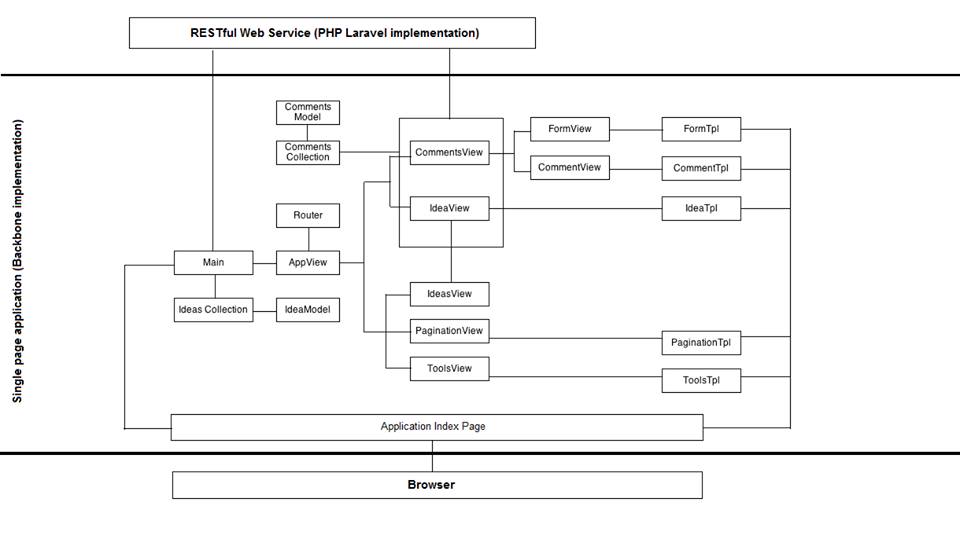 RESTful Web Service (PHP Laravel implementation)
Single page application (Backbone implementation)
Comments
Model
Comments
Collection
CommentsView
FormView
FormTpl
CommentView
CommentTpl
IdeaView
IdeaTpl
Router
Main
AppView
Ideas Collection
IdeaModel
IdeasView
PaginationView
PaginationTpl
ToolsView
ToolsTpl
Application Index Page
Browser